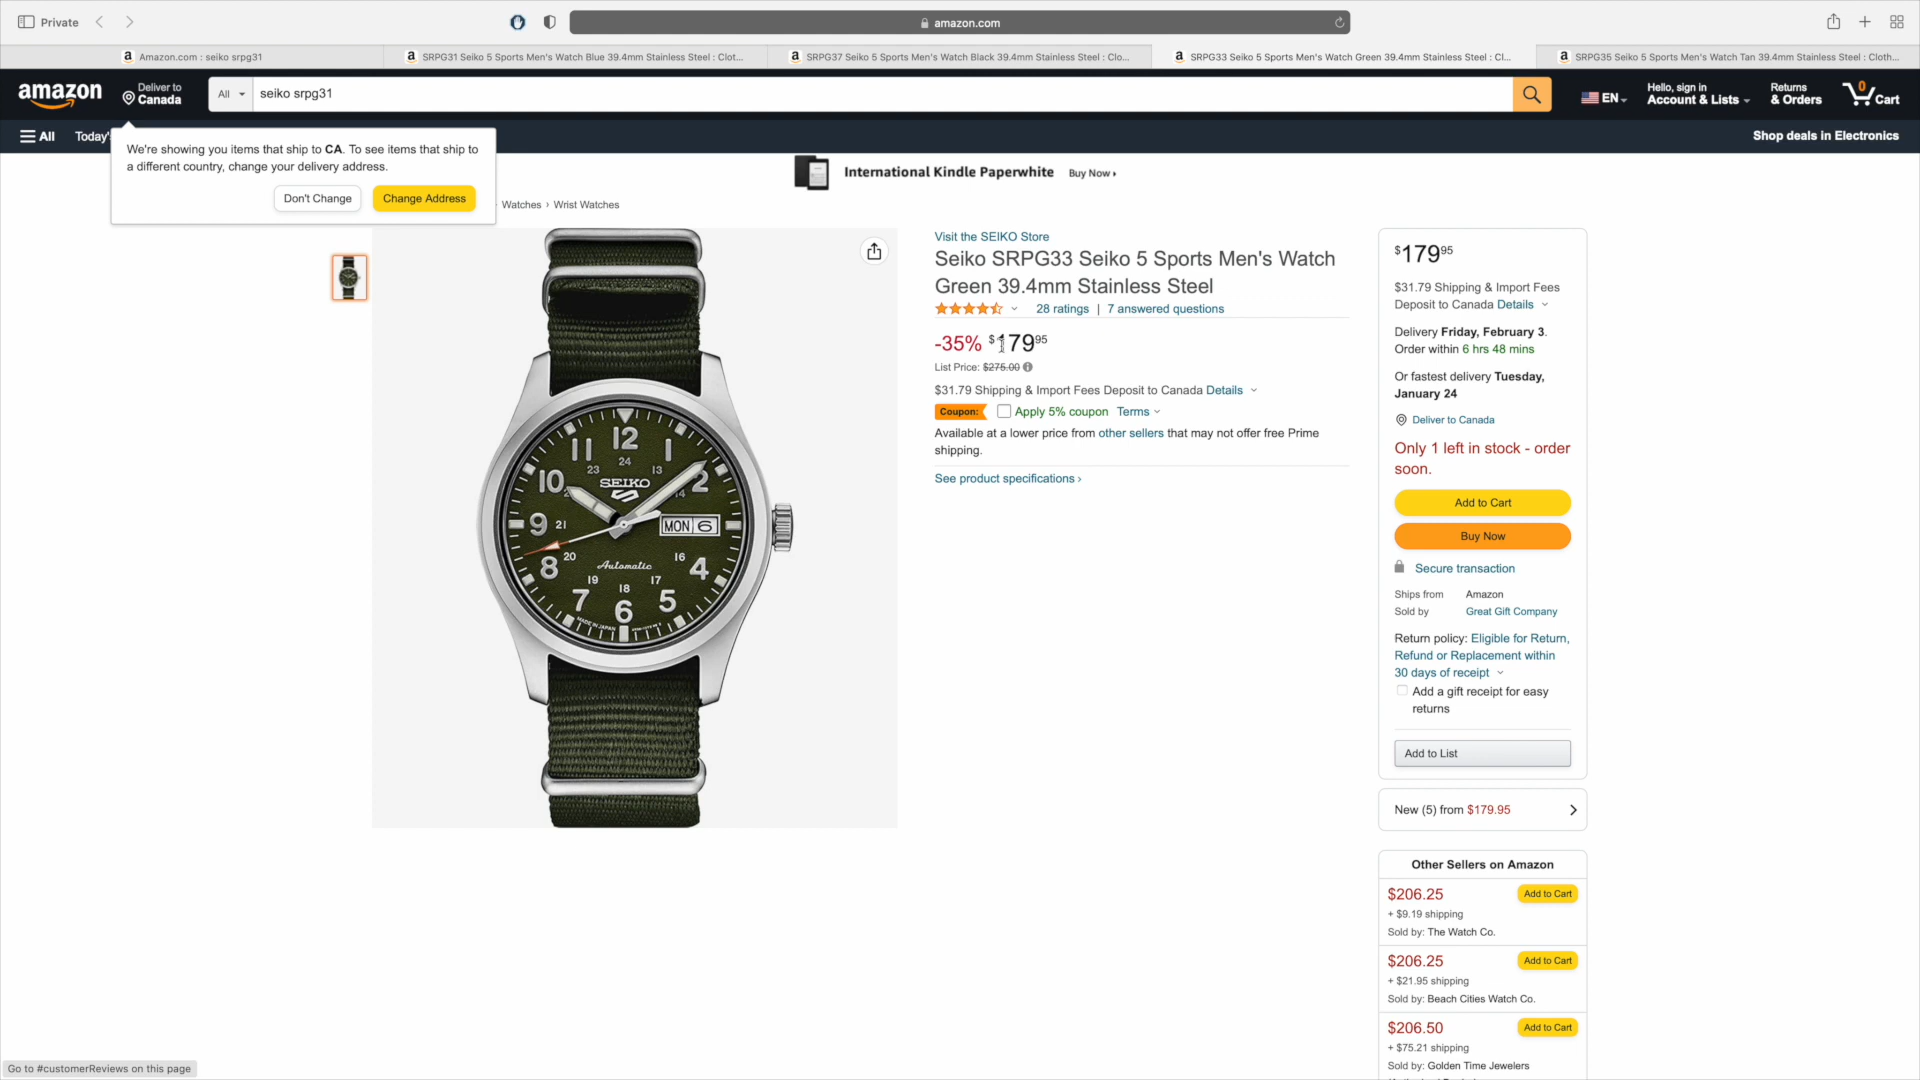 Private
amazon.com
Amazon.com : seiko srpg31
SRPG31 Seiko 5 Sports Men's Watch Blue 39.4mm Stainless Steel : Clot...
SRPG37 Seiko 5 Sports Men's Watch Black 39.4mm Stainless Steel : Clo...
SRPG33 Seiko 5 Sports Men's Watch Green 39.4mm Stainless Steel : Cl...
SRPG35 Seiko 5 Sports Men's Watch Tan 39.4mm Stainless Steel : Cloth...
amazon
Deliver to
Canada
All
seiko srpg31
EN
Hello, sign in
Account & Lists
Returns
& Orders
0
Cart
All
Today'
Shop deals in Electronics
We're showing you items that ship to CA. To see items that ship to
a different country, change your delivery address.
Don't Change
Change Address
International Kindle Paperwhite
Buy Now
Watches › Wrist Watches
12
11
1
24
23
13
10
SEIKO
2
14
5
9
21
MON 6
20
16
8
Automatic
4
19
17
18
7
5
6
MADE IN JAPAN
Visit the SEIKO Store
Seiko SRPG33 Seiko 5 Sports Men's Watch
Green 39.4mm Stainless Steel
28 ratings | 7 answered questions
-35% $179 95
List Price: $275.00
$31.79 Shipping & Import Fees Deposit to Canada Details
Coupon: Apply 5% coupon Terms
Available at a lower price from other sellers that may not offer free Prime
shipping.
See product specifications ›
$179 95
$31.79 Shipping & Import Fees
Deposit to Canada Details
Delivery Friday, February 3.
Order within 6 hrs 48 mins
Or fastest delivery Tuesday,
January 24
Deliver to Canada
Only 1 left in stock - order
soon.
Add to Cart
Buy Now
Secure transaction
Ships from Amazon
Sold by Great Gift Company
Return policy: Eligible for Return,
Refund or Replacement within
30 days of receipt
Add a gift receipt for easy
returns
Add to List
New (5) from $179.95
Other Sellers on Amazon
$206.25
Add to Cart
+ $9.19 shipping
Sold by: The Watch Co.
$206.25
Add to Cart
+ $21.95 shipping
Sold by: Beach Cities Watch Co.
$206.50
Add to Cart
+ $75.21 shipping
Sold by: Golden Time Jewelers
Go to #customerReviews on this page